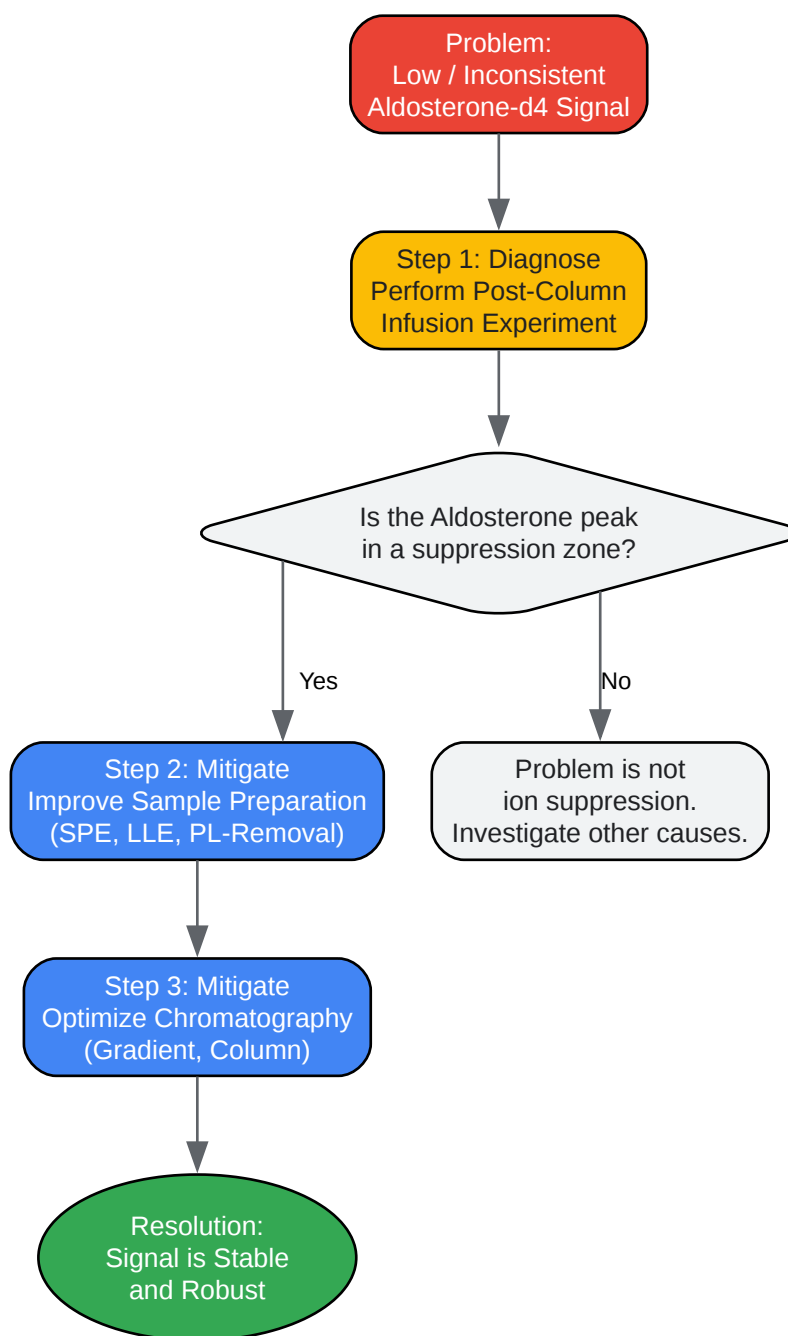 Problem:
Low / Inconsistent
Aldosterone-d4 Signal
Step 1: Diagnose
Perform Post-Column
Infusion Experiment
Is the Aldosterone peak
in a suppression zone?
Yes
No
Step 2: Mitigate
Improve Sample Preparation
(SPE, LLE, PL-Removal)
Problem is not
ion suppression.
Investigate other causes.
Step 3: Mitigate
Optimize Chromatography
(Gradient, Column)
Resolution:
Signal is Stable
and Robust